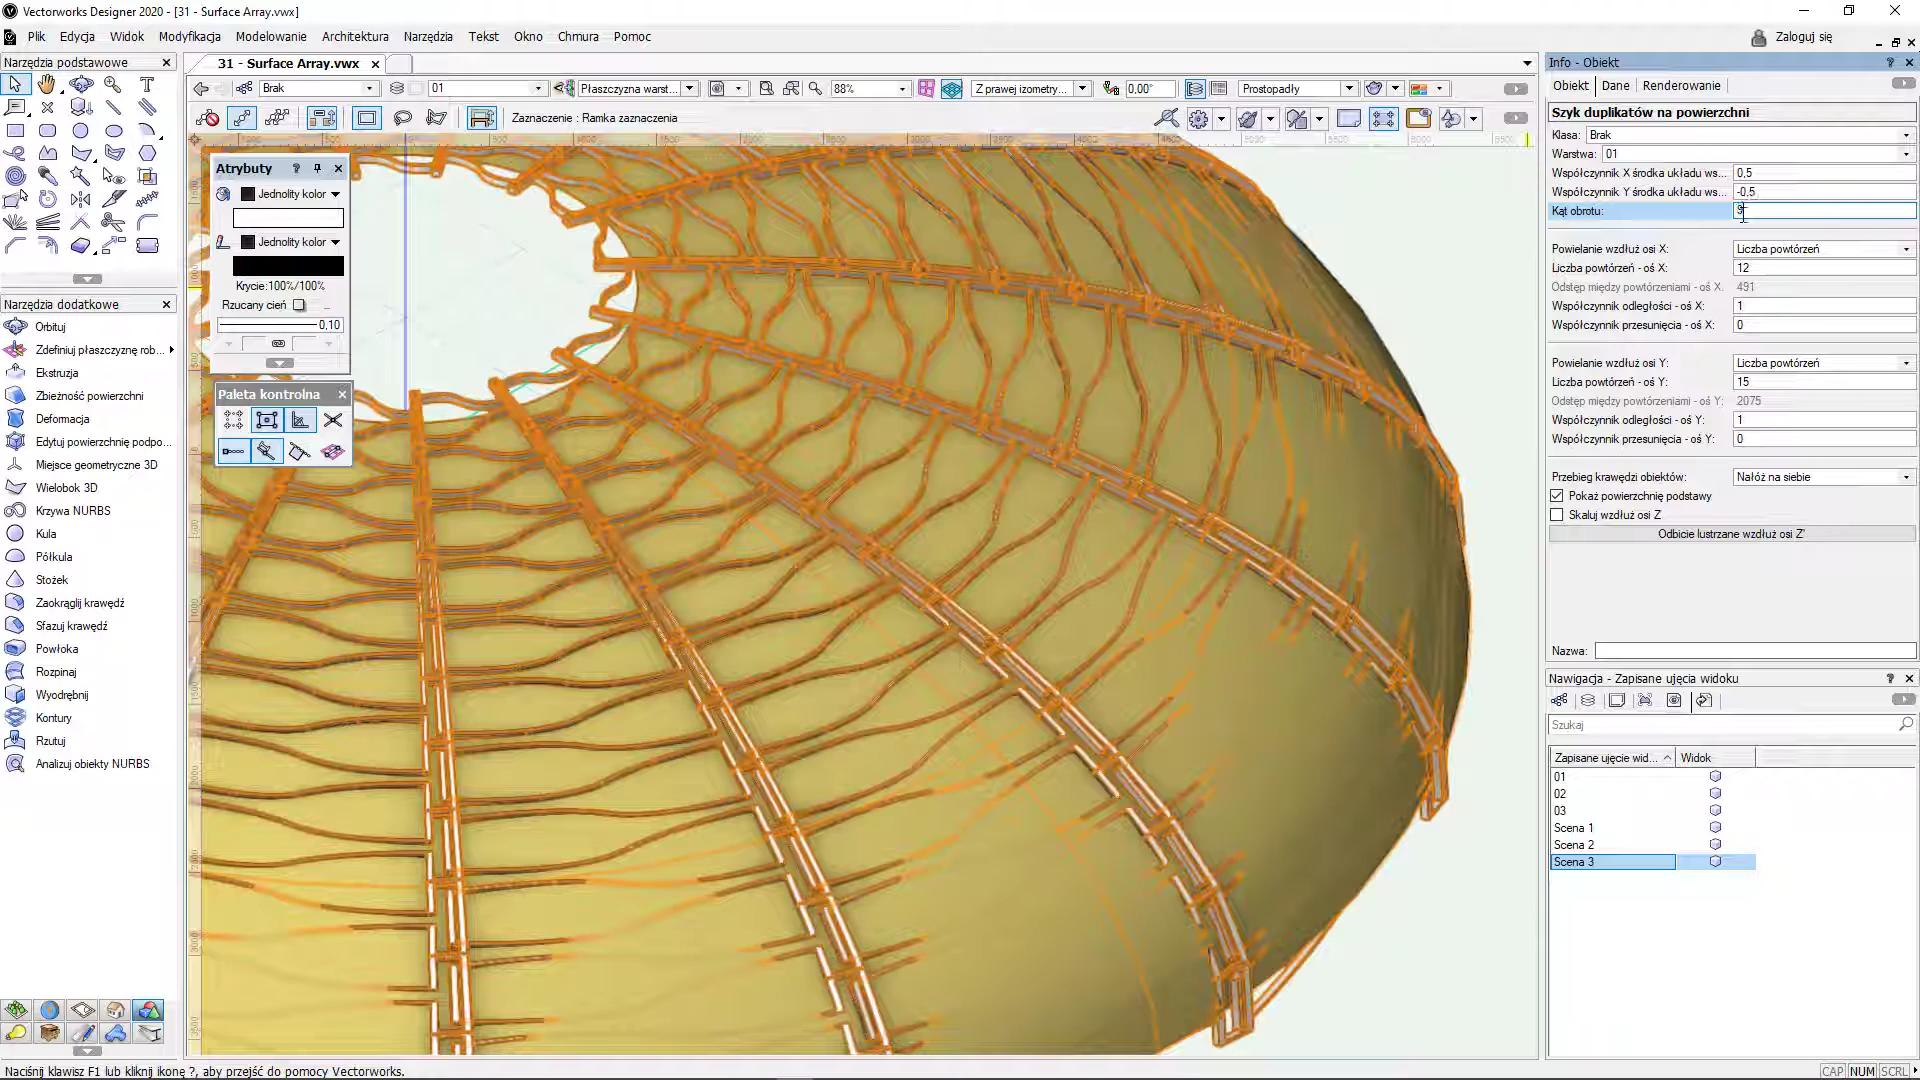 Vectorworks Designer 2020 - [31 - Surface Array.vwx]
Plik Edycja Widok Modyfikacja Modelowanie Architektura Narzędzia Tekst Okno Chmura Pomoc
Zaloguj się
Narzędzia podstawowe
31 - Surface Array.vwx
Brak
01
Płaszczyzna warst...
88%
Z prawej izometry...
0,00°
Prostopadły
Zaznaczenie : Ramka zaznaczenia
Atrybuty
Jednolity kolor
Jednolity kolor
Krycie:100%/100%
Rzucany cień
0,10
Paleta kontrolna
Narzędzia dodatkowe
Orbituj
Zdefiniuj płaszczyznę rob...
Ekstruzja
Zbieżność powierzchni
Deformacja
Edytuj powierzchnię podpo...
Miejsce geometryczne 3D
Wielobok 3D
Krzywa NURBS
Kula
Półkula
Stożek
Zaokrąglij krawędź
Sfazuj krawędź
Powłoka
Rozpinaj
Wyodrębnij
Kontury
Rzutuj
Analizuj obiekty NURBS
Info - Obiekt
Obiekt Dane Renderowanie
Szyk duplikatów na powierzchni
Klasa: Brak
Warstwa: 01
Współczynnik X środka układu ws... 0,5
Współczynnik Y środka układu ws... -0,5
Kąt obrotu:
Powielanie wzdłuż osi X: Liczba powtórzeń
Liczba powtórzeń - oś X: 12
Odstęp między powtórzeniami - oś X: 491
Współczynnik odległości - oś X: 1
Współczynnik przesunięcia - oś X: 0
Powielanie wzdłuż osi Y: Liczba powtórzeń
Liczba powtórzeń - oś Y: 15
Odstęp między powtórzeniami - oś Y: 2075
Współczynnik odległości - oś Y: 1
Współczynnik przesunięcia - oś Y: 0
Przebieg krawędzi obiektów: Nałóż na siebie
Pokaż powierzchnię podstawy
Skaluj wzdłuż osi Z
Odbicie lustrzane wzdłuż osi Z'
Nazwa:
Nawigacja - Zapisane ujęcia widoku
Szukaj
Zapisane ujęcie wid... Widok
01
02
03
Scena 1
Scena 2
Scena 3
Naciśnij klawisz F1 lub kliknij ikonę ?, aby przejść do pomocy Vectorworks.
CAP NUM SCRL